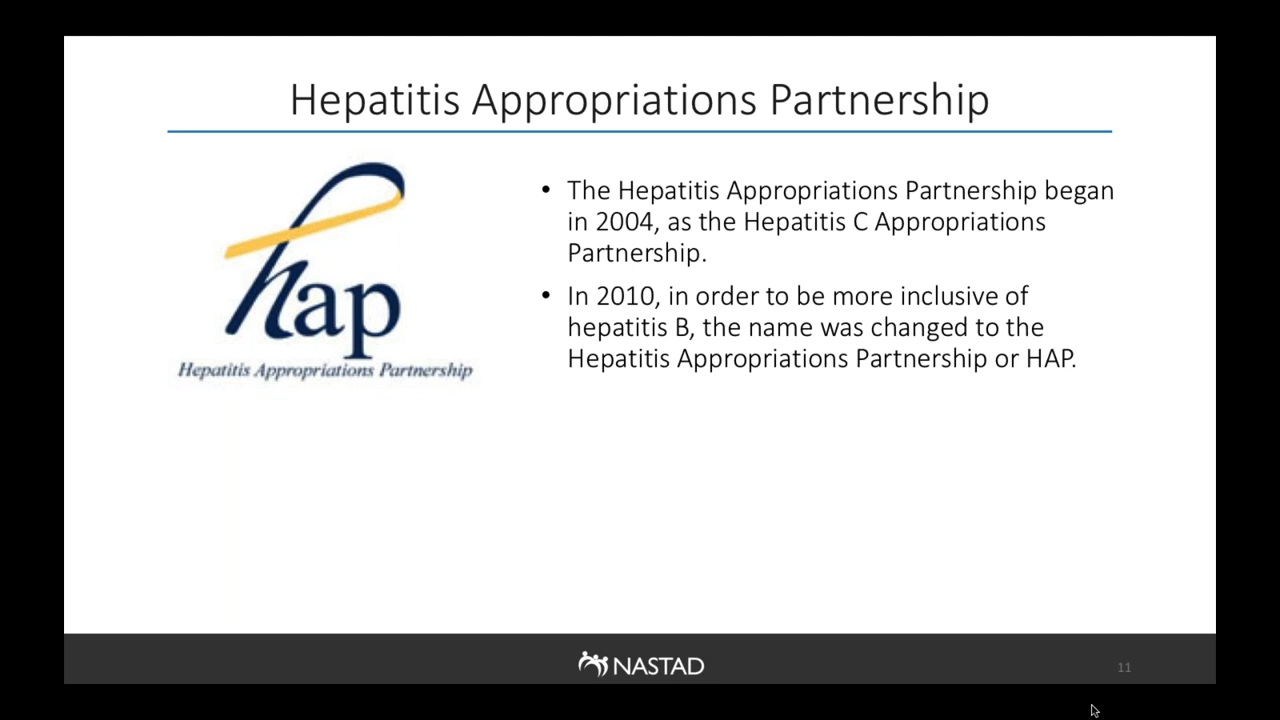 Hepatitis Appropriations Partnership
hap
Hepatitis Appropriations Partnership
• The Hepatitis Appropriations Partnership began
in 2004, as the Hepatitis C Appropriations
Partnership.
• In 2010, in order to be more inclusive of
hepatitis B, the name was changed to the
Hepatitis Appropriations Partnership or HAP.
NASTAD
11